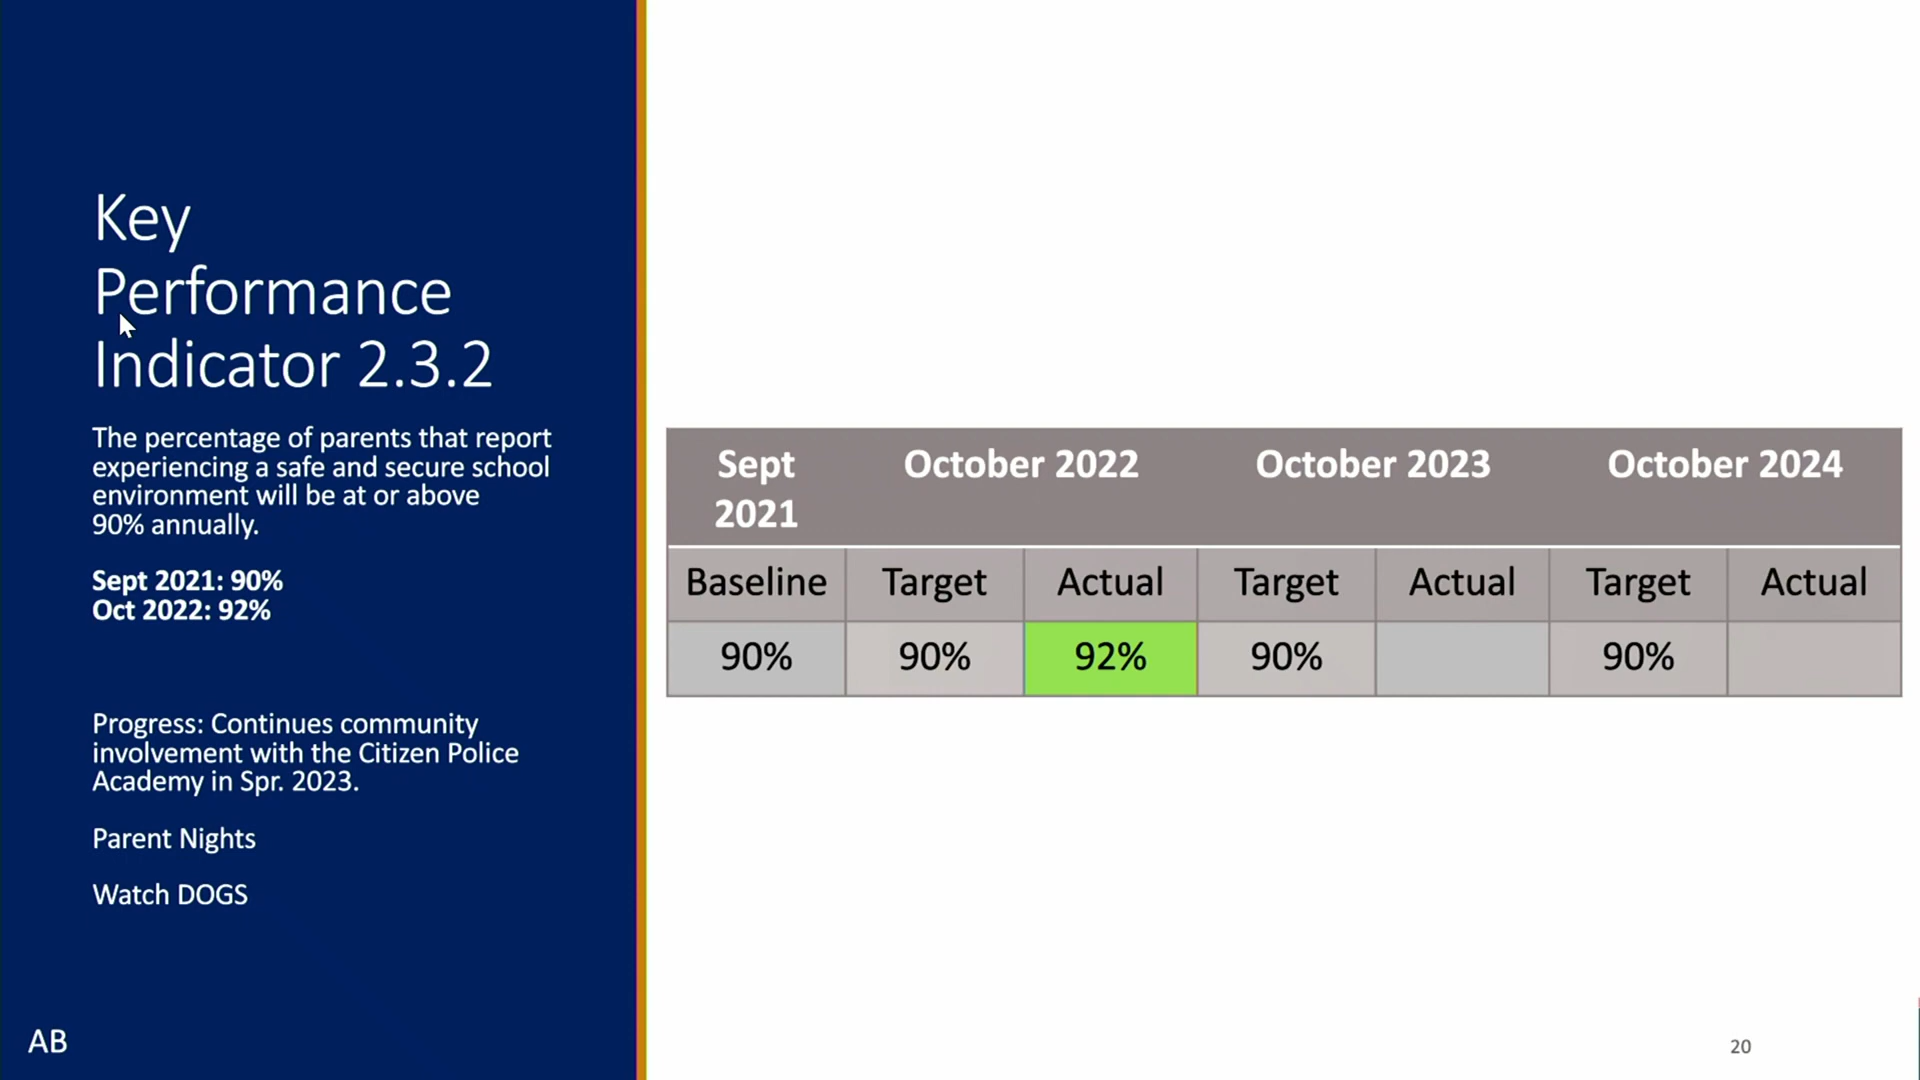 Key
Performance
Indicator 2.3.2
The percentage of parents that report
experiencing a safe and secure school
environment will be at or above
90% annually.
Sept 2021: 90%
Oct 2022: 92%
Progress: Continues community
involvement with the Citizen Police
Academy in Spr. 2023.
Parent Nights
Watch DOGS
AB
Sept 2021 October 2022 October 2023 October 2024
Baseline Target Actual Target Actual Target Actual
90% 90% 92% 90% 90%
20